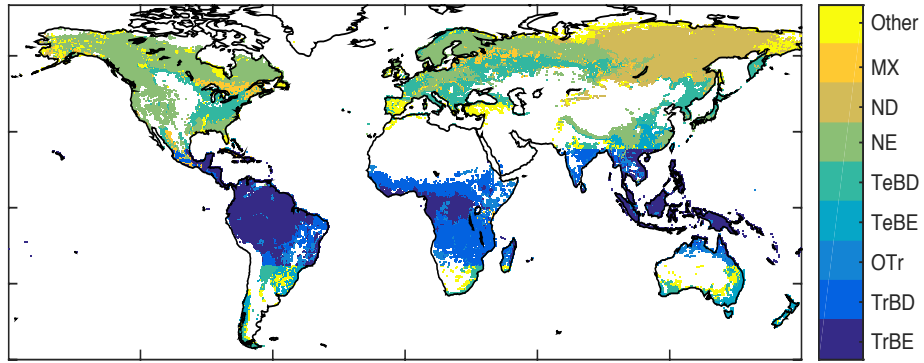 Other
MX
ND
NE
TeBD
TeBE
OTr
TrBD
TrBE